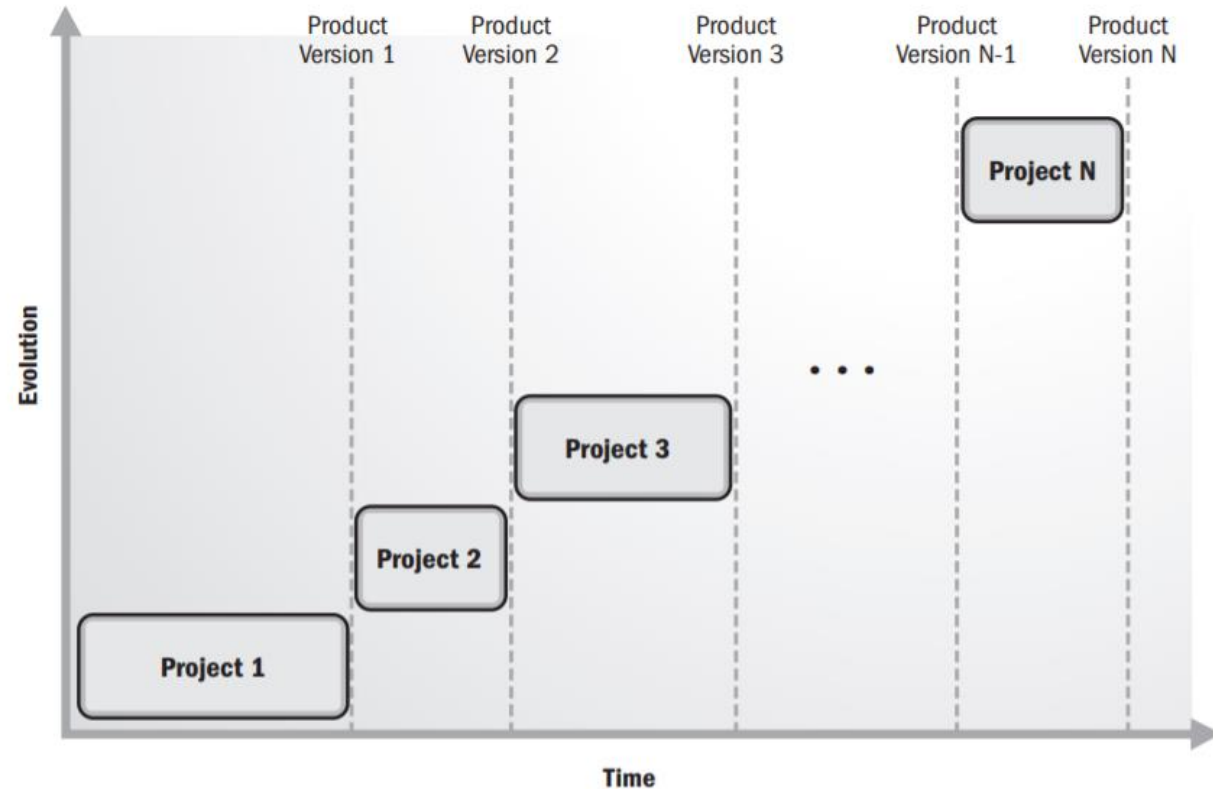 Product
Version 1
Product
Version 2
Product
Version 3
Product
Version N-1
Product
Version N
Project N
Evolution
• • •
Project 3
Project 2
Project 1
Time